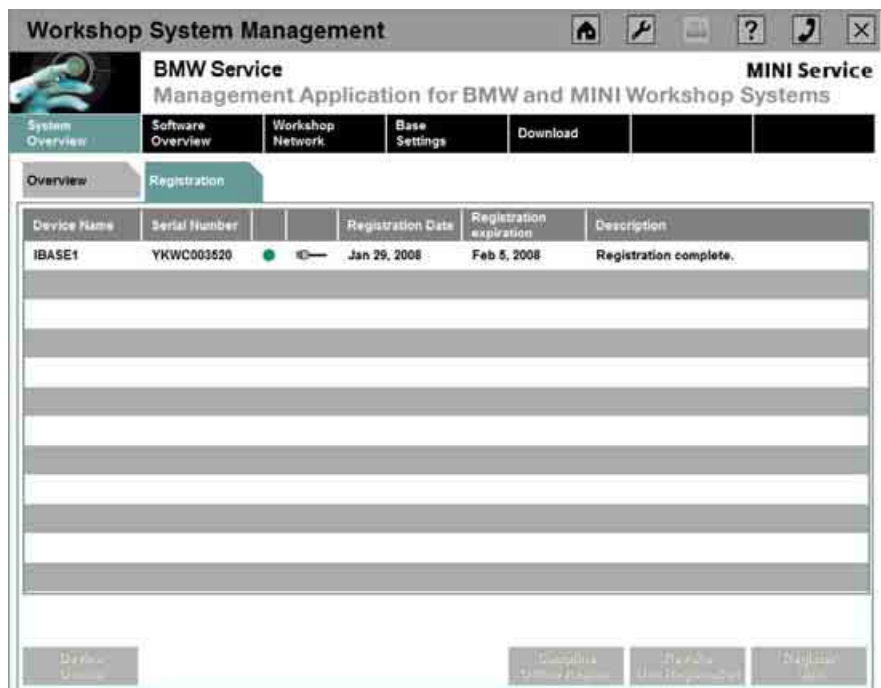 Workshop System Management
?
BMW Service
MINI Service
Management Application for BMW and MINI Workshop Systems
System Overview
Software Overview
Workshop Network
Base Settings
Download
Overview
Registration
Device Name Serial Number Registration Date Registration expiration Description
IBASE1 YKWC003520 Jan 29, 2008 Feb 5, 2008 Registration complete.
Device